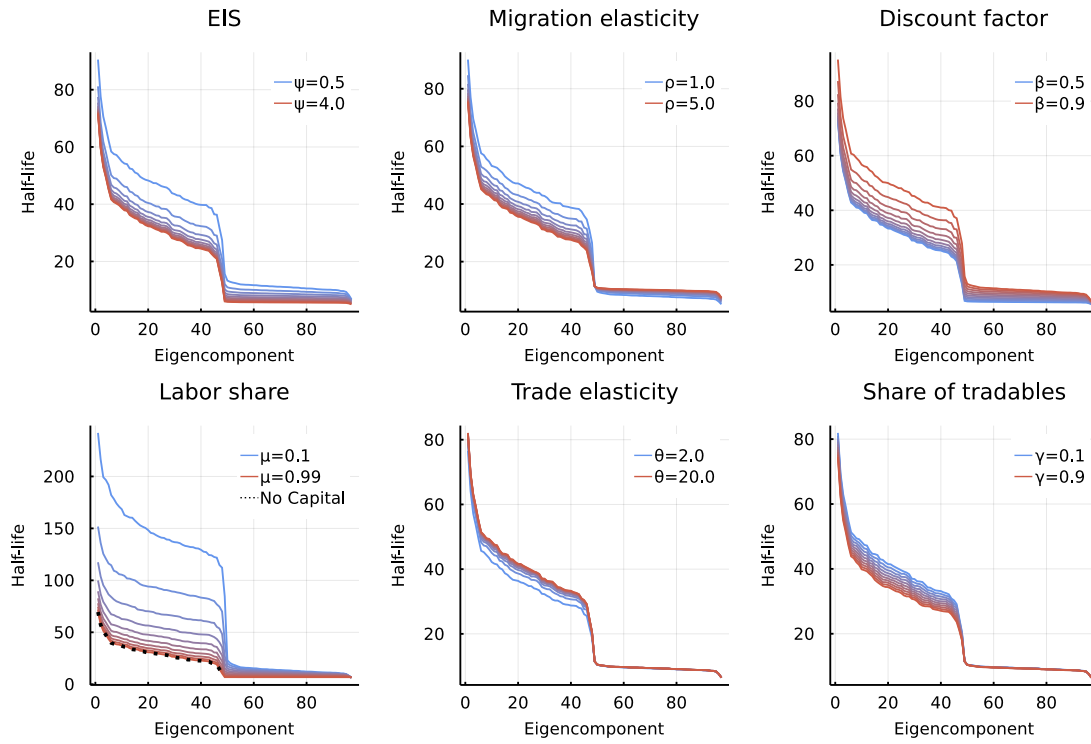 EIS
Half-life
80
60
40
20
ψ=0.5
ψ=4.0
0 20 40 60 80
Eigencomponent
Migration elasticity
Half-life
80
60
40
20
ρ=1.0
ρ=5.0
0 20 40 60 80
Eigencomponent
Discount factor
Half-life
80
60
40
20
β=0.5
β=0.9
0 20 40 60 80
Eigencomponent
Labor share
Half-life
200
150
100
50
0
μ=0.1
μ=0.99
No Capital
0 20 40 60 80
Eigencomponent
Trade elasticity
Half-life
80
60
40
20
θ=2.0
θ=20.0
0 20 40 60 80
Eigencomponent
Share of tradables
Half-life
80
60
40
20
γ=0.1
γ=0.9
0 20 40 60 80
Eigencomponent